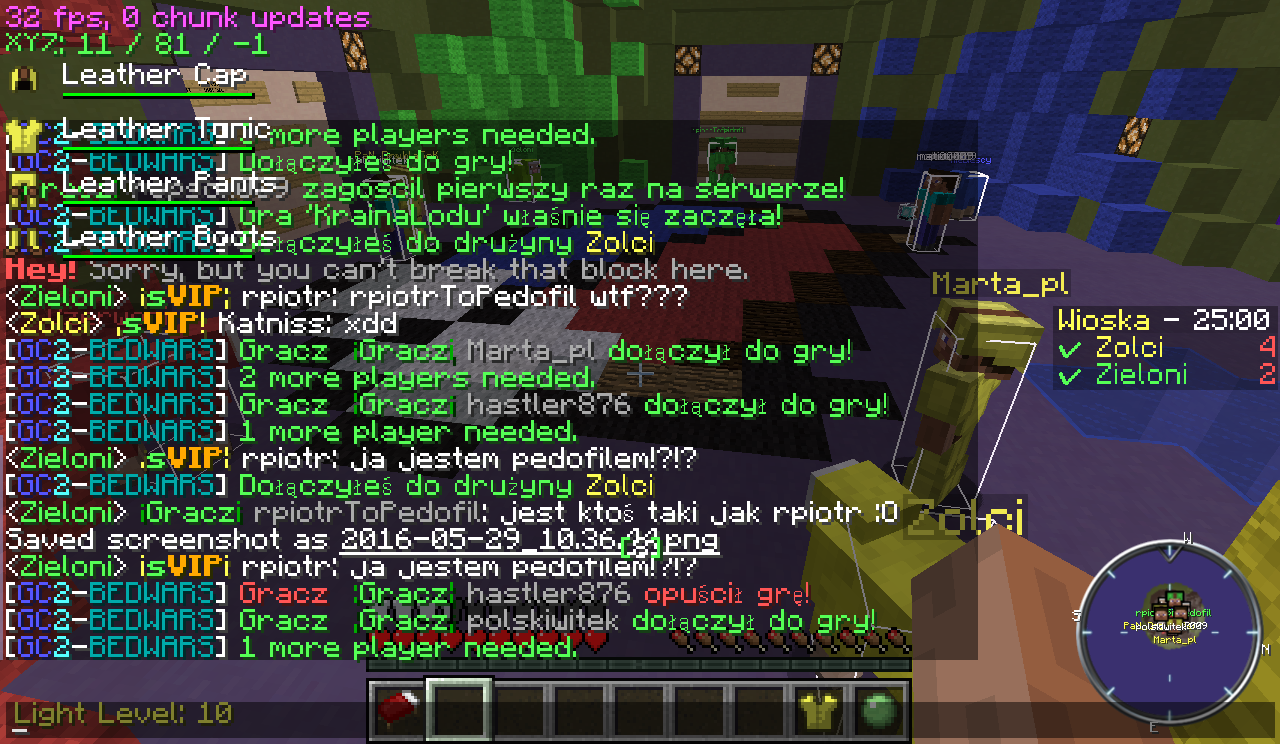 32 fps, 0 chunk updates
XYZ: 11 / 81 / -1
Leather Cap
Leather Tunic
more players needed.
[GC2-BEDWARS] Dołączyłeś do gry!
Leather Pants
zagościł pierwszy raz na serwerze!
[GC2-BEDWARS] Gra 'KrainaLodu' właśnie się zaczęła!
Leather Boots
do drużyny Zolci
Hey! Sorry, but you can't break that block here.
<Zieloni> ¡sVIP¡ rpiotr: rpiotrToPedofil wtf???
<Zolci> ¡sVIP! Katniss: xdd
[GC2-BEDWARS] Gracz iGraczi Marta_pl dołączył do gry!
[GC2-BEDWARS] 2 more players needed.
[GC2-BEDWARS] Gracz iGraczi hastler876 dołączył do gry!
[GC2-BEDWARS] 1 more player needed.
<Zieloni> sVIP rpiotr: ja jestem pedofilem!?!?
[GC2-BEDWARS] Dołączyłeś do drużyny Zolci
<Zieloni> iGraczi rpiotrToPedofil: jest ktoś taki jak rpiotr :O
Saved screenshot as 2016-05-29_10.36. png
<Zieloni> isVIPi rpiotr: ja jestem pedofilem!?!?
[GC2-BEDWARS] Gracz Gracz hastler876 opuścił grę!
[GC2-BEDWARS] Gracz Gracz polskiwitek dołączył do gry!
[GC2-BEDWARS] 1 more player needed.
Light Level: 10
Marta_pl
Wioska - 25:00
Zolci 4
Zieloni 2
Zolci
W
S
N
E
polskiwitek
Marta_pl